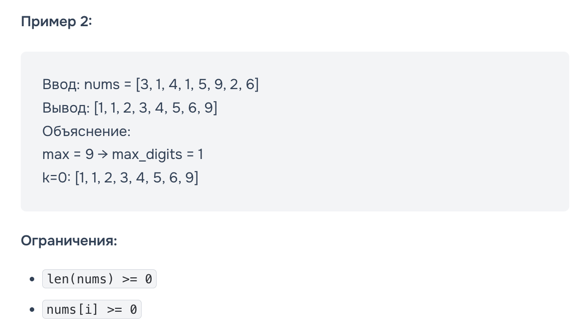 Пример 2:
Ввод: nums = [3, 1, 4, 1, 5, 9, 2, 6]
Вывод: [1, 1, 2, 3, 4, 5, 6, 9]
Объяснение:
max = 9 → max_digits = 1
k=0: [1, 1, 2, 3, 4, 5, 6, 9]
Ограничения:
• len(nums) >= 0
• nums[i] >= 0